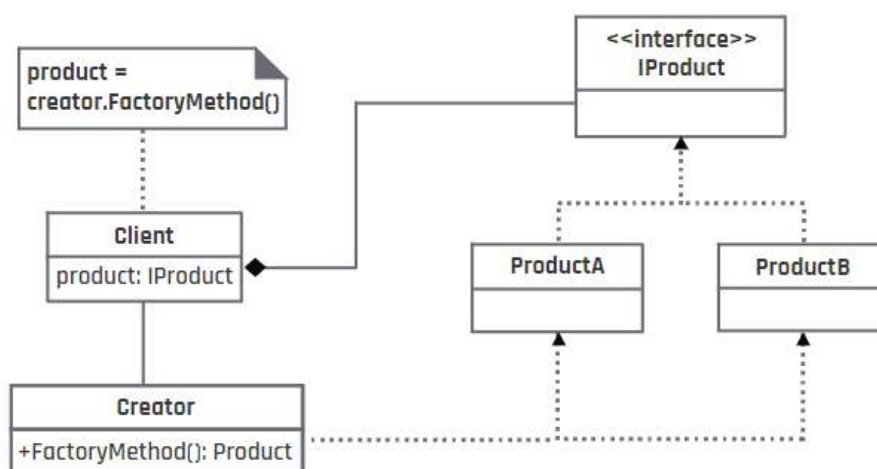 product =
creator.FactoryMethod()
<<interface>>
IProduct
Client
product: IProduct
ProductA
ProductB
Creator
+FactoryMethod(): Product